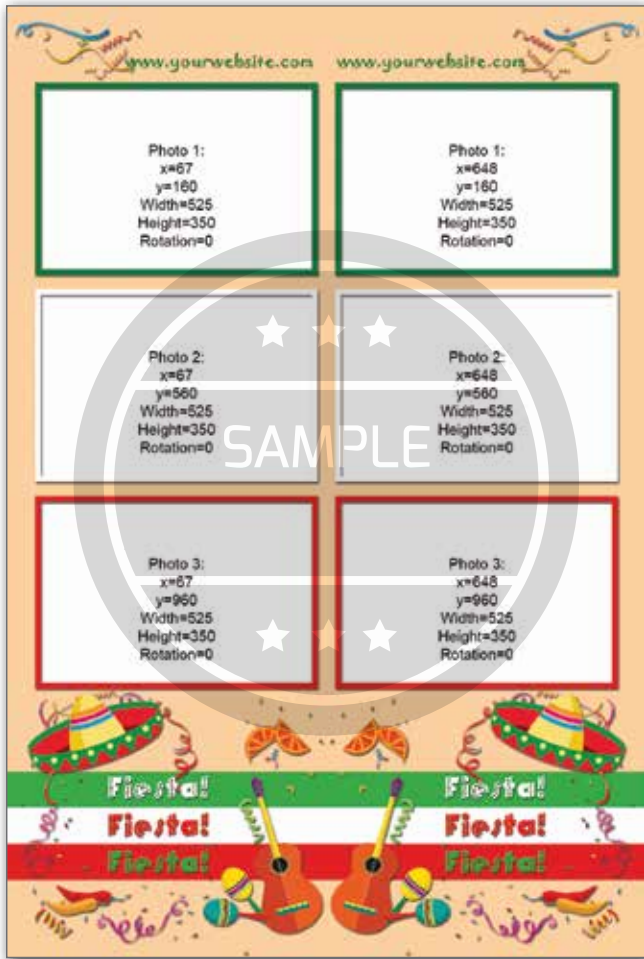 www.yourwebsite.com www.yourwebsite.com
Photo 1:
x=67
y=160
Width=525
Height=350
Rotation=0
Photo 1:
x=648
y=160
Width=525
Height=350
Rotation=0
Photo 2:
x=67
y=560
Width=525
Height=350
Rotation=0
Photo 2:
x=648
y=560
Width=525
Height=350
Rotation=0
SAMPLE
Photo 3:
x=67
y=960
Width=525
Height=350
Rotation=0
Photo 3:
x=648
y=960
Width=525
Height=350
Rotation=0
Fiesta! Fiesta!
Fiesta! Fiesta!
Fiesta! Fiesta!